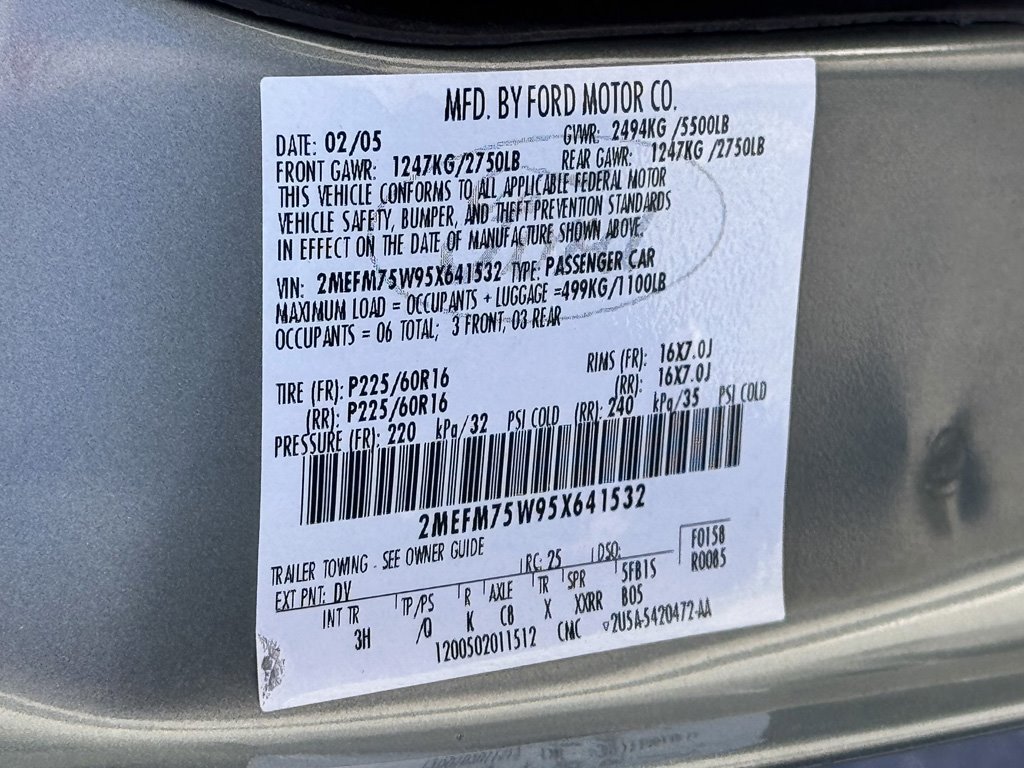 MFD. BY FORD MOTOR CO.
DATE: 02/05 GVWR: 2494KG /5500LB
FRONT GAWR: 1247KG/2750LB REAR GAWR: 1247KG /2750LB
THIS VEHICLE CONFORMS TO ALL APPLICABLE FEDERAL MOTOR
VEHICLE SAFETY, BUMPER, AND THEFT PREVENTION STANDARDS
IN EFFECT ON THE DATE OF MANUFACTURE SHOWN ABOVE.
VIN: 2MEFM75W95X641532 TYPE: PASSENGER CAR
MAXIMUM LOAD = OCCUPANTS + LUGGAGE =499KG/1100LB
OCCUPANTS = 06 TOTAL; 3 FRONT, 03 REAR
TIRE (FR): P225/60R16 RIMS (FR): 16X7.0J
(RR): P225/60R16 (RR): 16X7.0J
PRESSURE (FR): 220 kPa/32 PSI COLD (RR): 240 kPa/35 PSI COLD
2MEFM75W95X641532
TRAILER TOWING - SEE OWNER GUIDE
EXT PNT: DV RC: 25 DSO: F0158
R0085
INT TR TP/PS R AXLE TR SPR 5FB1S
3H /Q K C8 X XXRR B05
1200502011512 CMC 2U5A-5420472-AA